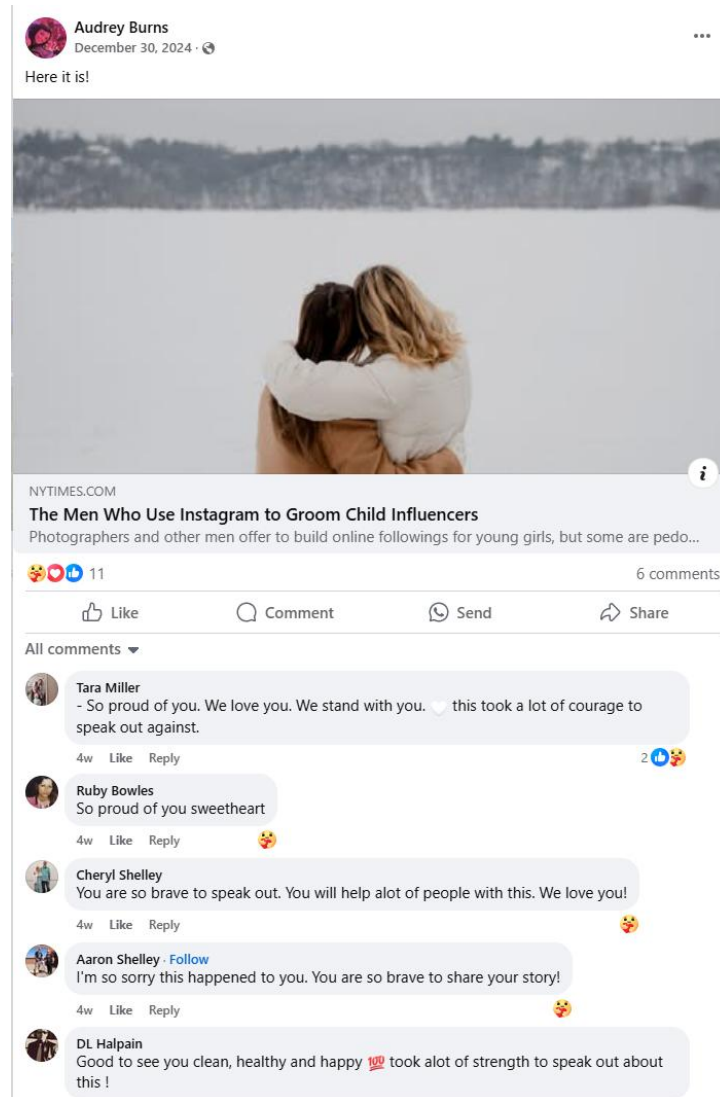 Audrey Burns
December 30, 2024 ·
Here it is!
NYTIMES.COM
The Men Who Use Instagram to Groom Child Influencers
Photographers and other men offer to build online followings for young girls, but some are pedo...
11
6 comments
Like Comment Send Share
All comments
Tara Miller
- So proud of you. We love you. We stand with you. 🤍 this took a lot of courage to
speak out against.
4w Like Reply 2
Ruby Bowles
So proud of you sweetheart
4w Like Reply
Cheryl Shelley
You are so brave to speak out. You will help alot of people with this. We love you!
4w Like Reply
Aaron Shelley · Follow
I'm so sorry this happened to you. You are so brave to share your story!
4w Like Reply
DL Halpain
Good to see you clean, healthy and happy 💯 took alot of strength to speak out about
this !